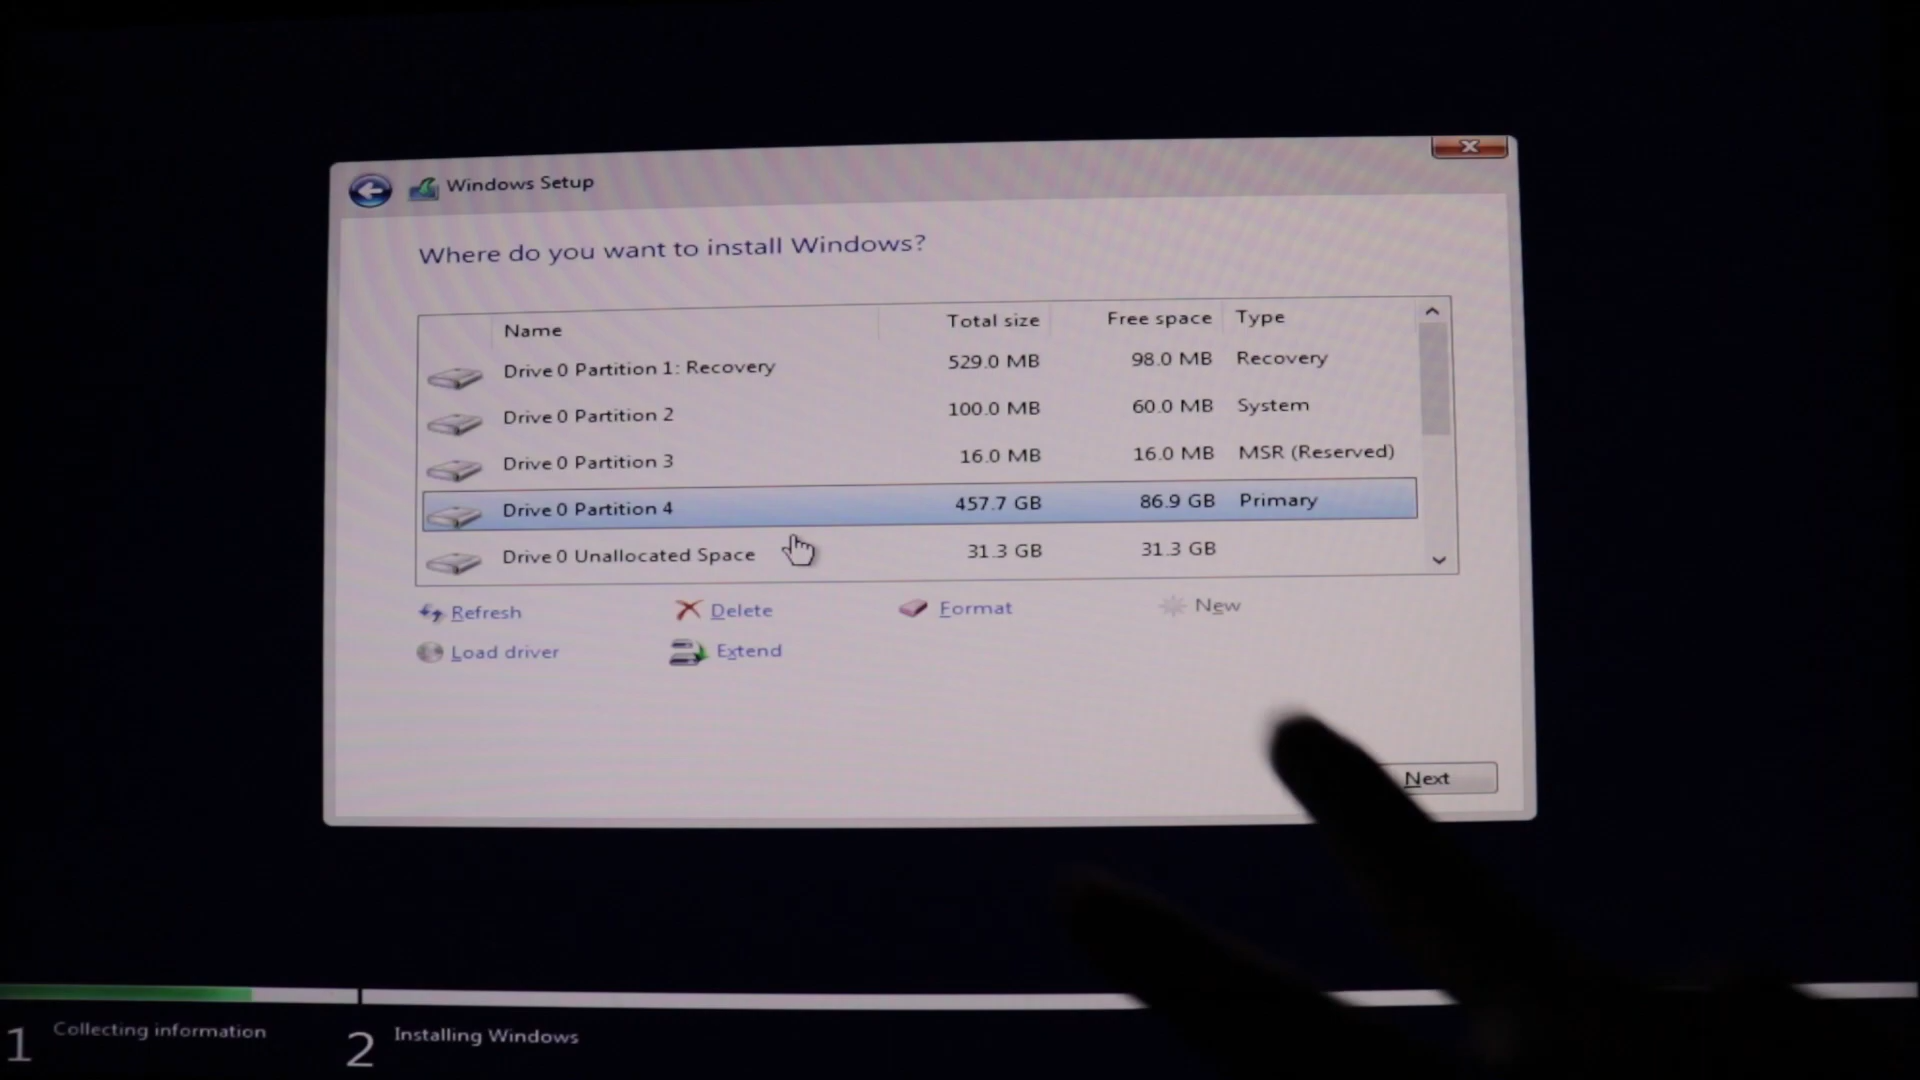 Windows Setup
Where do you want to install Windows?
Name Total size Free space Type
Drive 0 Partition 1: Recovery 529.0 MB 98.0 MB Recovery
Drive 0 Partition 2 100.0 MB 60.0 MB System
Drive 0 Partition 3 16.0 MB 16.0 MB MSR (Reserved)
Drive 0 Partition 4 457.7 GB 86.9 GB Primary
Drive 0 Unallocated Space 31.3 GB 31.3 GB
Refresh Delete Format New
Load driver Extend
Next
1 Collecting information 2 Installing Windows